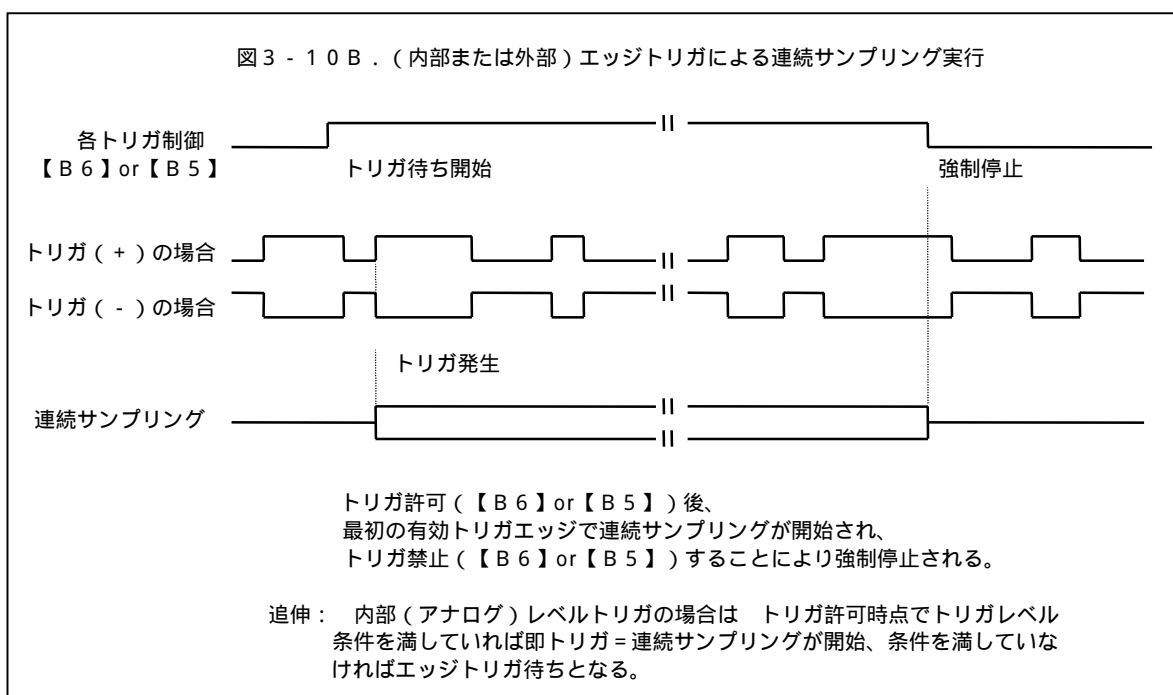 図3-10B.(内部または外部)エッジトリガによる連続サンプリング実行
各トリガ制御
【B6】or【B5】
トリガ待ち開始
強制停止
トリガ(+)の場合
トリガ(-)の場合
トリガ発生
連続サンプリング
トリガ許可(【B6】or【B5】)後、
最初の有効トリガエッジで連続サンプリングが開始され、
トリガ禁止(【B6】or【B5】)することにより強制停止される。
追伸: 内部(アナログ)レベルトリガの場合は トリガ許可時点でトリガレベル
条件を満していれば即トリガ=連続サンプリングが開始、条件を満していな
ければエッジトリガ待ちとなる。